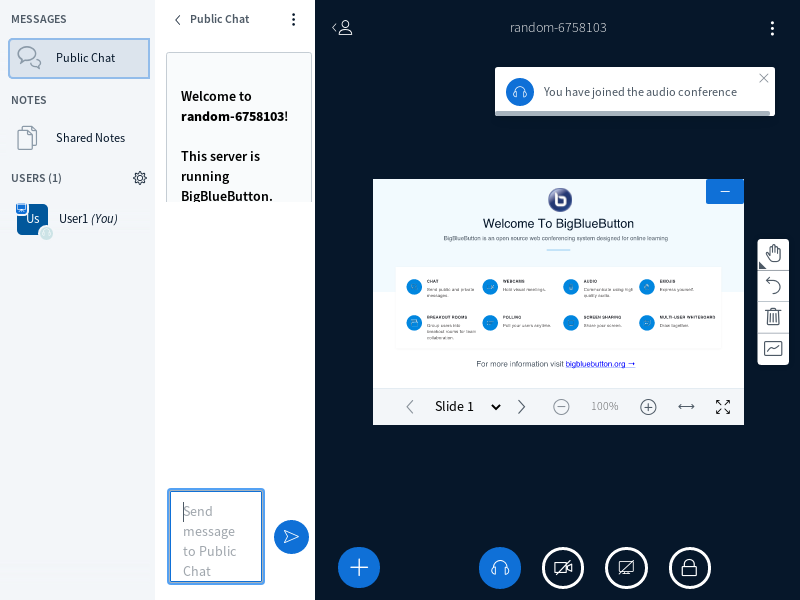 MESSAGES
Public Chat
NOTES
Shared Notes
USERS (1)
Us
User1 (You)
Public Chat
Welcome to
random-6758103!
This server is
running
BigBlueButton.
Send
message
to Public
Chat
random-6758103
You have joined the audio conference
b
Welcome To BigBlueButton
BigBlueButton is an open source web conferencing system designed for online learning
CHAT
Send public and private
messages.
WEBCAMS
Hold visual meetings.
AUDIO
Communicate using high
quality audio.
EMOJIS
Express yourself.
BREAKOUT ROOMS
Group users into
breakout rooms for team
collaboration.
POLLING
Poll your users anytime.
SCREEN SHARING
Share your screen.
MULTI-USER WHITEBOARD
Draw together.
For more information visit bigbluebutton.org →
Slide 1
100%